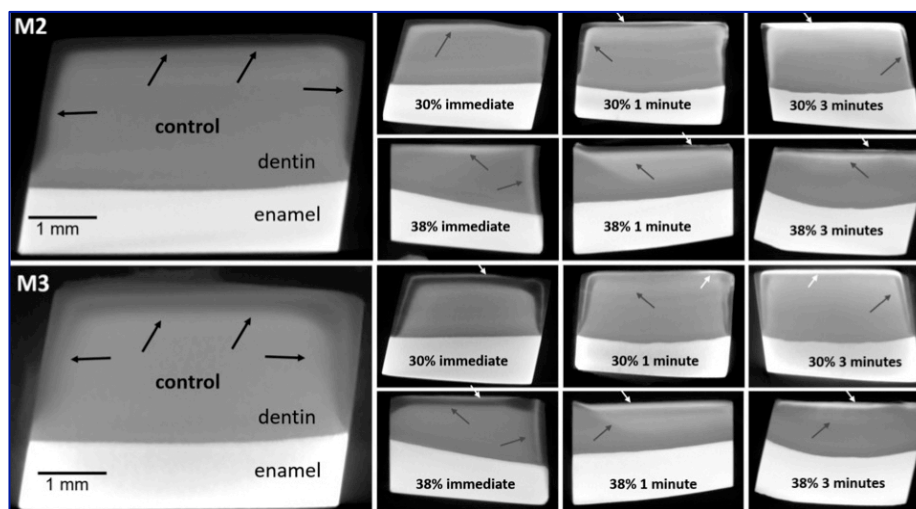 M2
control
dentin
enamel
1 mm
30% immediate
30% 1 minute
30% 3 minutes
38% immediate
38% 1 minute
38% 3 minutes
M3
control
dentin
enamel
1 mm
30% immediate
30% 1 minute
30% 3 minutes
38% immediate
38% 1 minute
38% 3 minutes